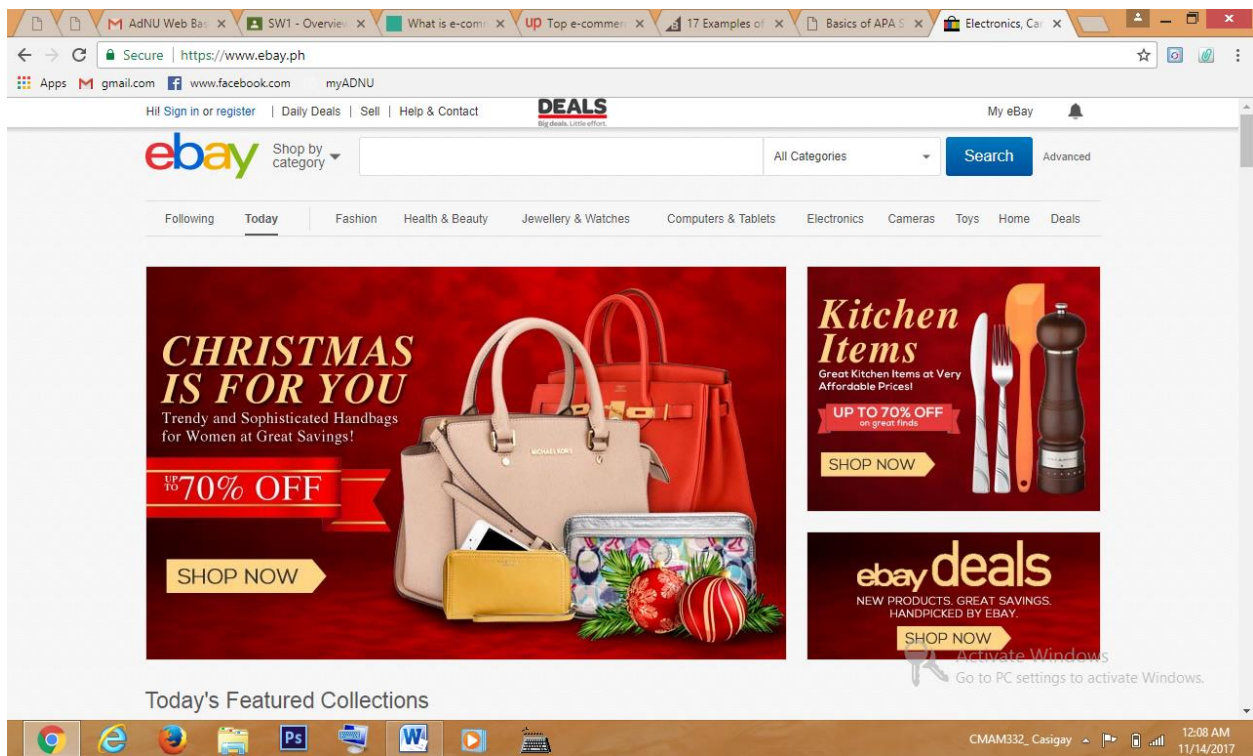 AdNU Web Bas
SW1 - Overview
What is e-comm
UP Top e-commerc
17 Examples of
Basics of APA S
Electronics, Car
Secure | https://www.ebay.ph
Apps gmail.com www.facebook.com myADNU
Hi! Sign in or register | Daily Deals | Sell | Help & Contact
DEALS
Big deals. Little effort.
My eBay
ebay
Shop by
category
All Categories
Search
Advanced
Following Today Fashion Health & Beauty Jewellery & Watches Computers & Tablets Electronics Cameras Toys Home Deals
CHRISTMAS
IS FOR YOU
Trendy and Sophisticated Handbags
for Women at Great Savings!
UP TO 70% OFF
SHOP NOW
MICHAEL KORS
Kitchen
Items
Great Kitchen Items at Very
Affordable Prices!
UP TO 70% OFF
on great finds
SHOP NOW
ebay deals
NEW PRODUCTS. GREAT SAVINGS.
HANDPICKED BY EBAY.
SHOP NOW
Activate Windows
Go to PC settings to activate Windows.
Today's Featured Collections
Ps
W
CMAM332_ Casigay
12:08 AM
11/14/2017